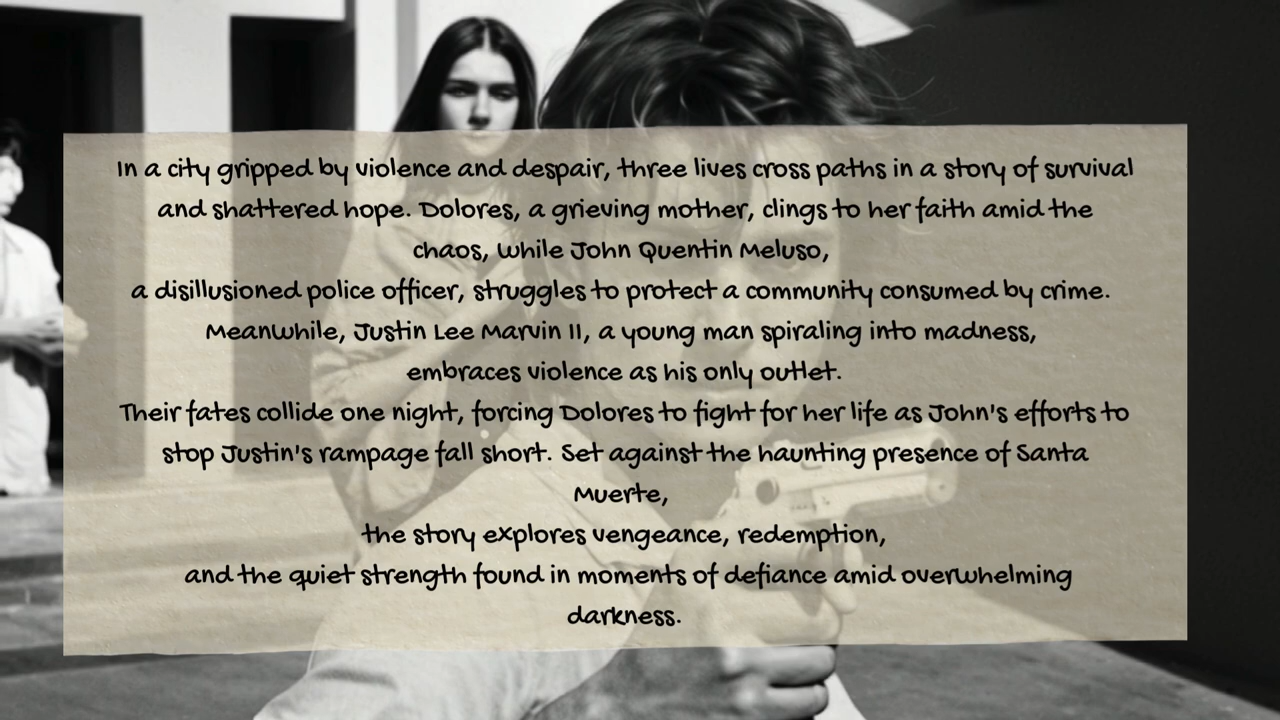 In a city gripped by violence and despair, three lives cross paths in a story of survival
and shattered hope. Dolores, a grieving mother, clings to her faith amid the
chaos, while John Quentin Meluso,
a disillusioned police officer, struggles to protect a community consumed by crime.
Meanwhile, Justin Lee Marvin II, a young man spiraling into madness,
embraces violence as his only outlet.
Their fates collide one night, forcing Dolores to fight for her life as John's efforts to
stop Justin's rampage fall short. Set against the haunting presence of Santa
Muerte,
the story explores vengeance, redemption,
and the quiet strength found in moments of defiance amid overwhelming
darkness.